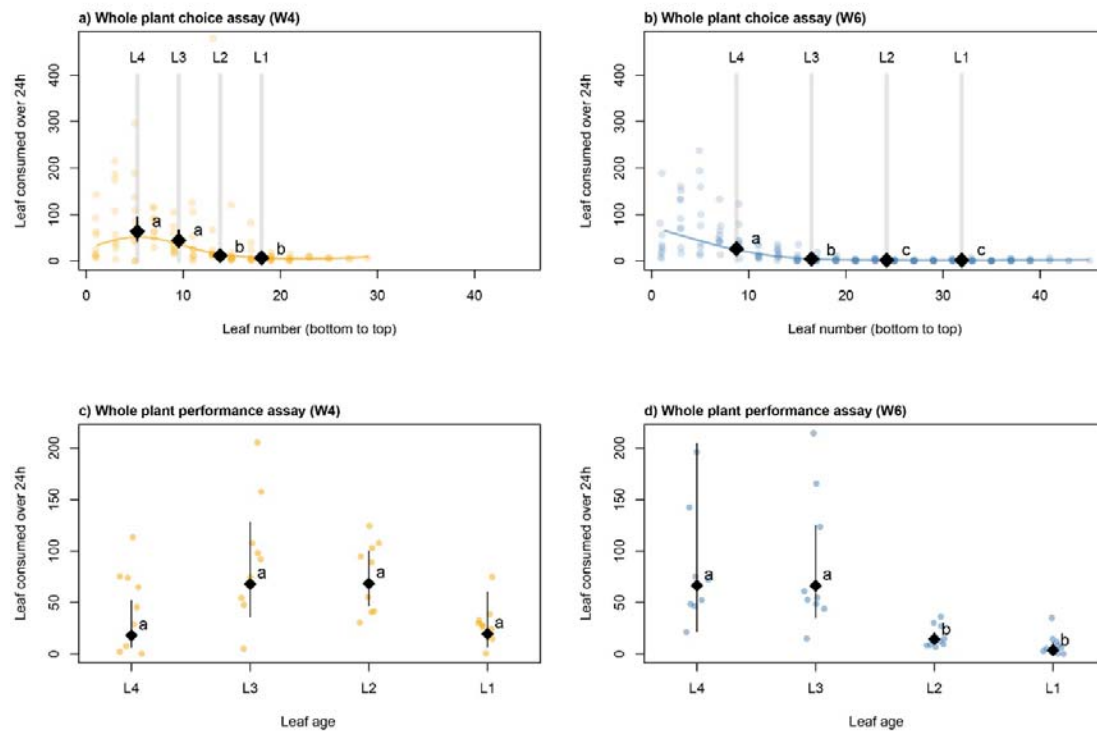 a) Whole plant choice assay (W4)
Leaf consumed over 24h
400
300
200
100
0
L4
L3
L2
L1
a
a
b
b
0
10
20
30
40
Leaf number (bottom to top)
b) Whole plant choice assay (W6)
Leaf consumed over 24h
400
300
200
100
0
L4
L3
L2
L1
a
b
c
c
0
10
20
30
40
Leaf number (bottom to top)
c) Whole plant performance assay (W4)
Leaf consumed over 24h
200
150
100
50
0
a
a
a
a
L4
L3
L2
L1
Leaf age
d) Whole plant performance assay (W6)
Leaf consumed over 24h
200
150
100
50
0
a
a
b
b
L4
L3
L2
L1
Leaf age